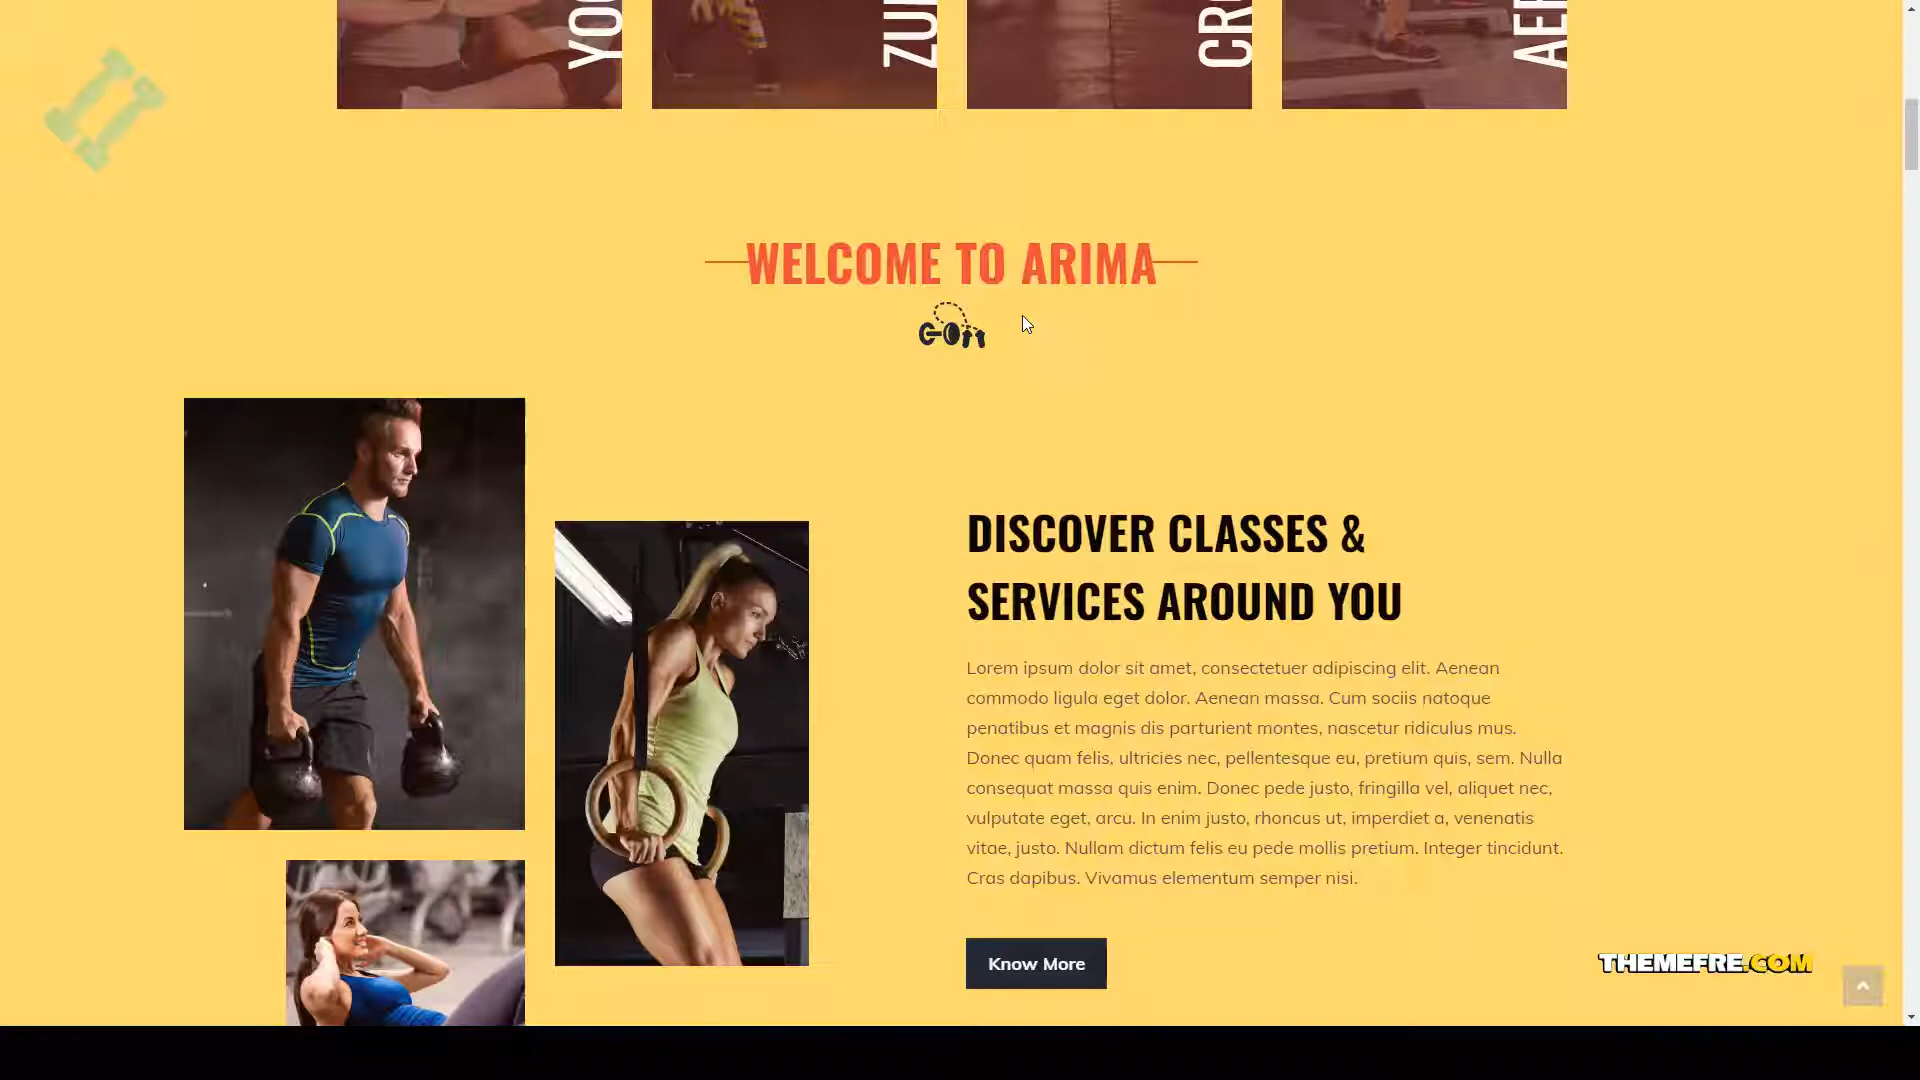 YO
ZU
CR
AE
WELCOME TO ARIMA
DISCOVER CLASSES &
SERVICES AROUND YOU
Lorem ipsum dolor sit amet, consectetuer adipiscing elit. Aenean
commodo ligula eget dolor. Aenean massa. Cum sociis natoque
penatibus et magnis dis parturient montes, nascetur ridiculus mus.
Donec quam felis, ultricies nec, pellentesque eu, pretium quis, sem. Nulla
consequat massa quis enim. Donec pede justo, fringilla vel, aliquet nec,
vulputate eget, arcu. In enim justo, rhoncus ut, imperdiet a, venenatis
vitae, justo. Nullam dictum felis eu pede mollis pretium. Integer tincidunt.
Cras dapibus. Vivamus elementum semper nisi.
Know More
THEMEFRE.COM